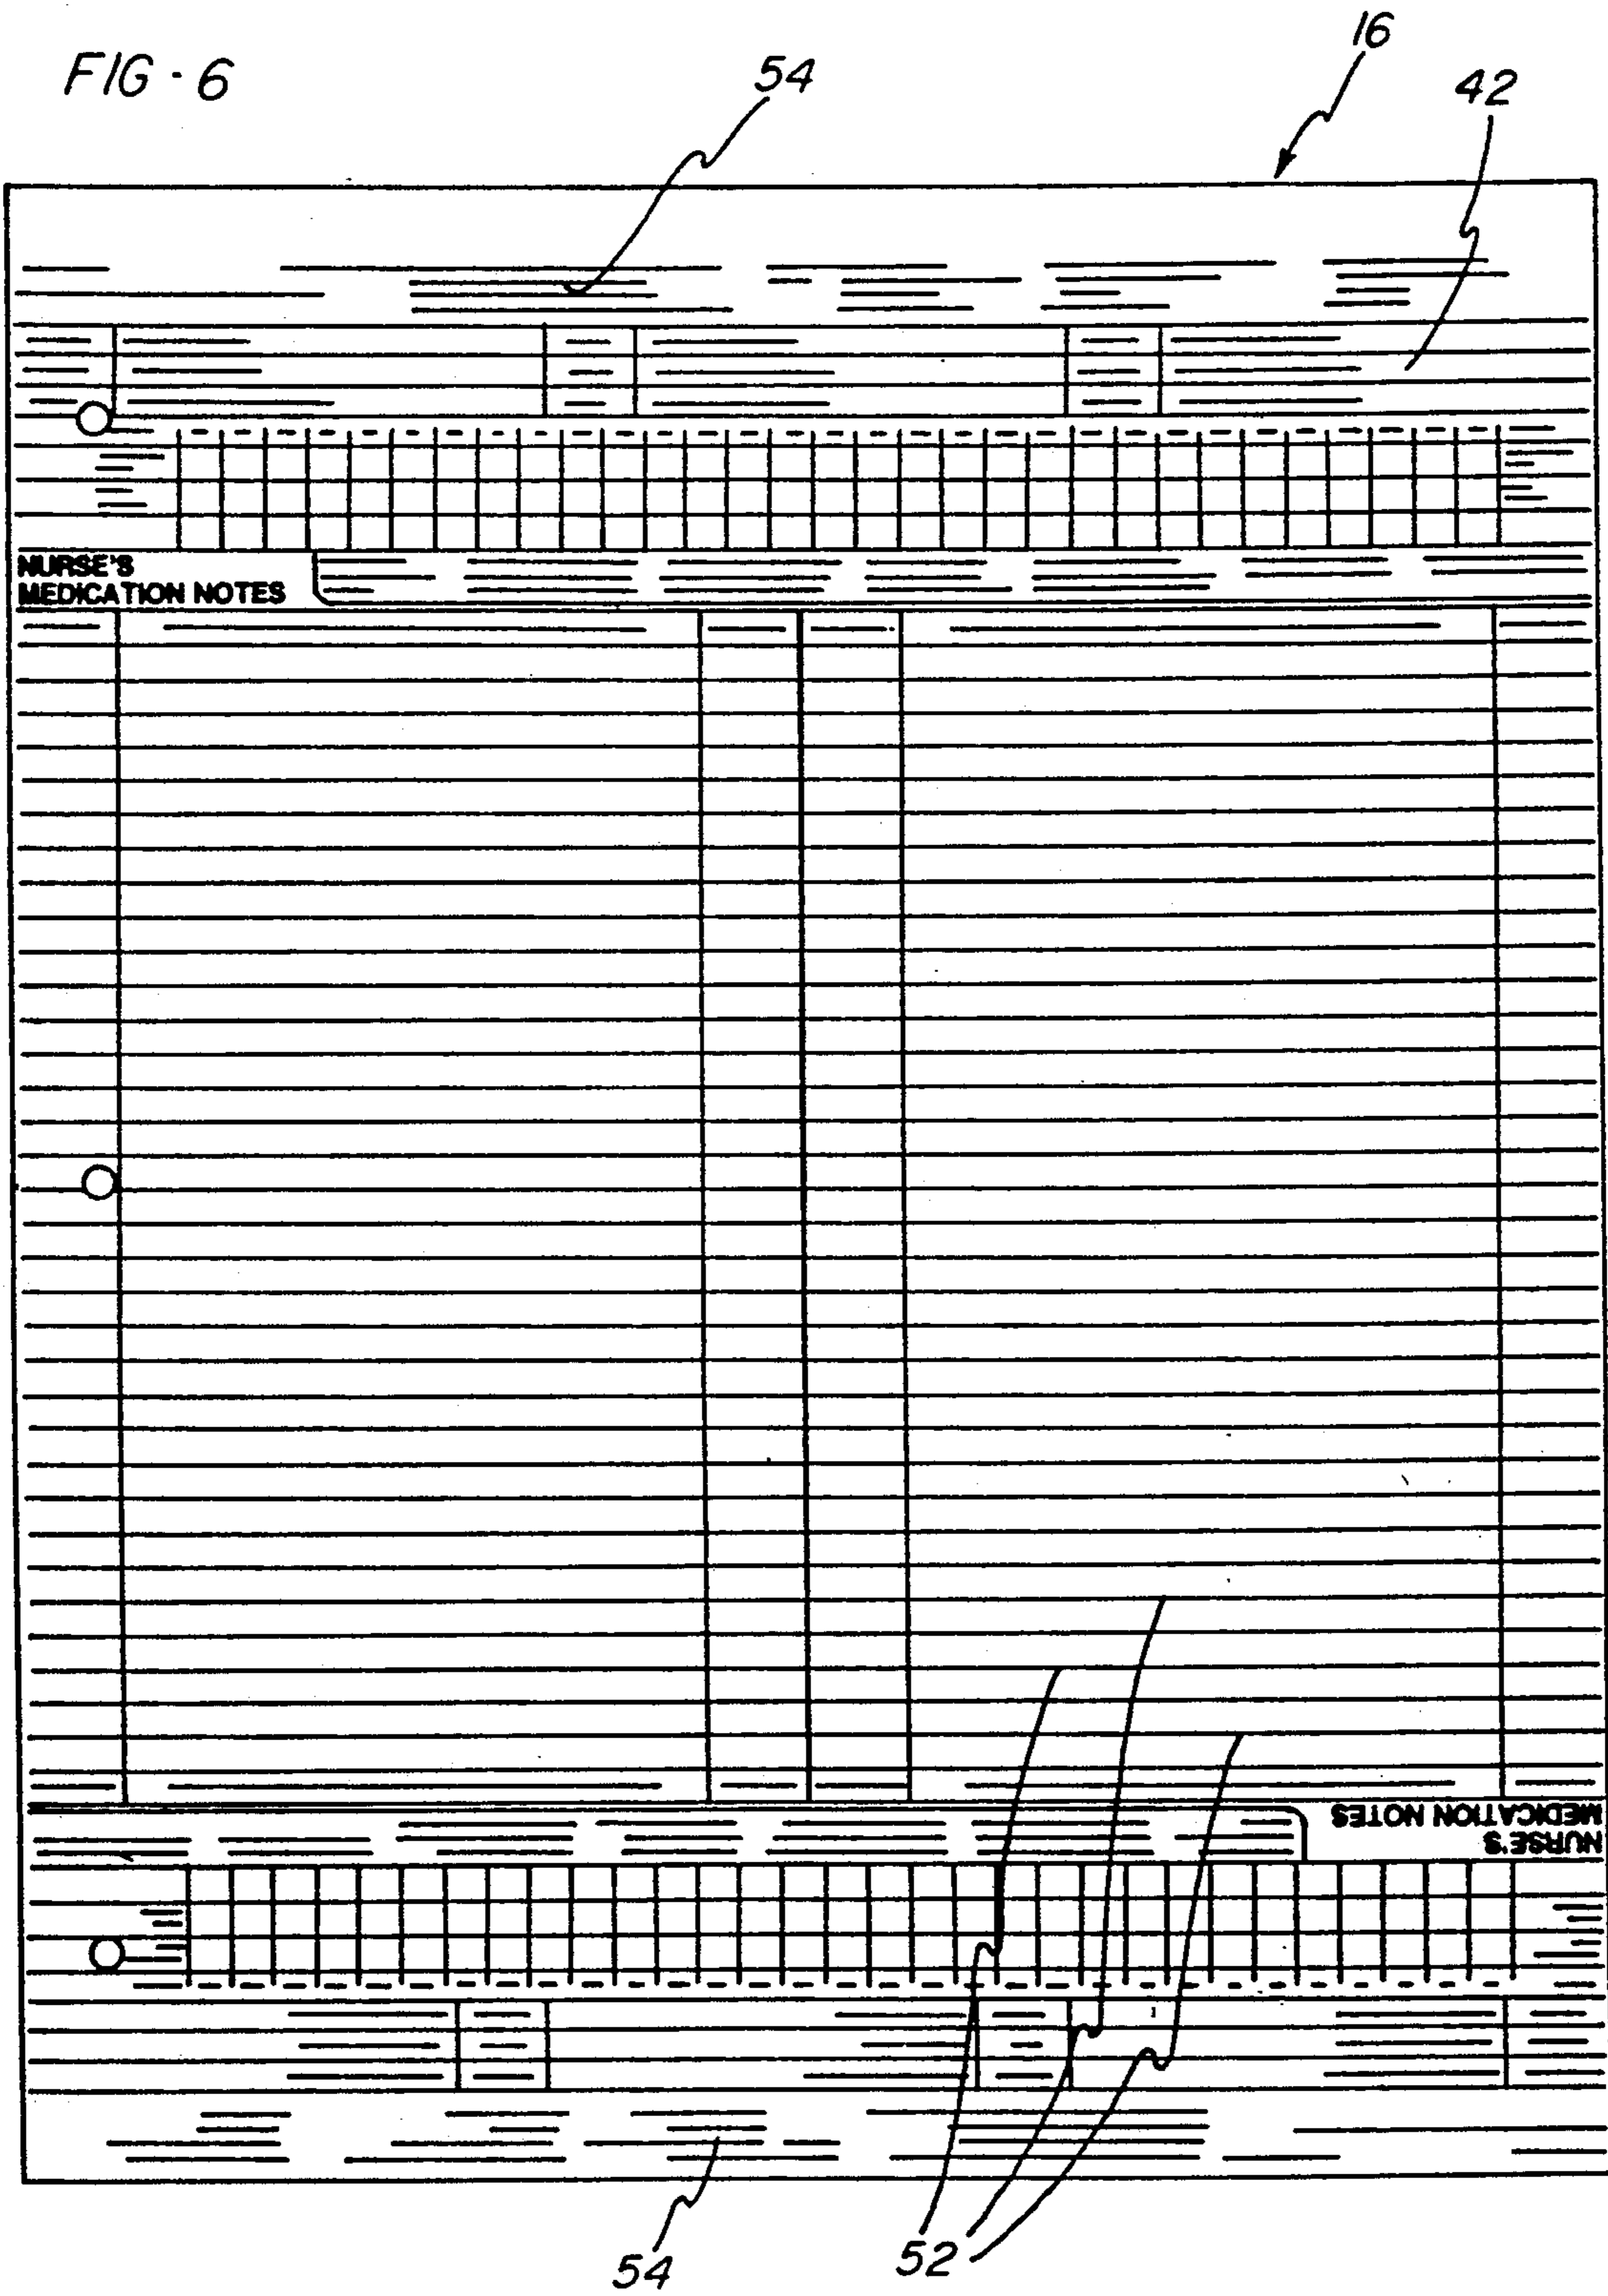 FIG - 6
54
16
42
NURSE'S
MEDICATION NOTES
NURSE'S
MEDICATION NOTES
54
52